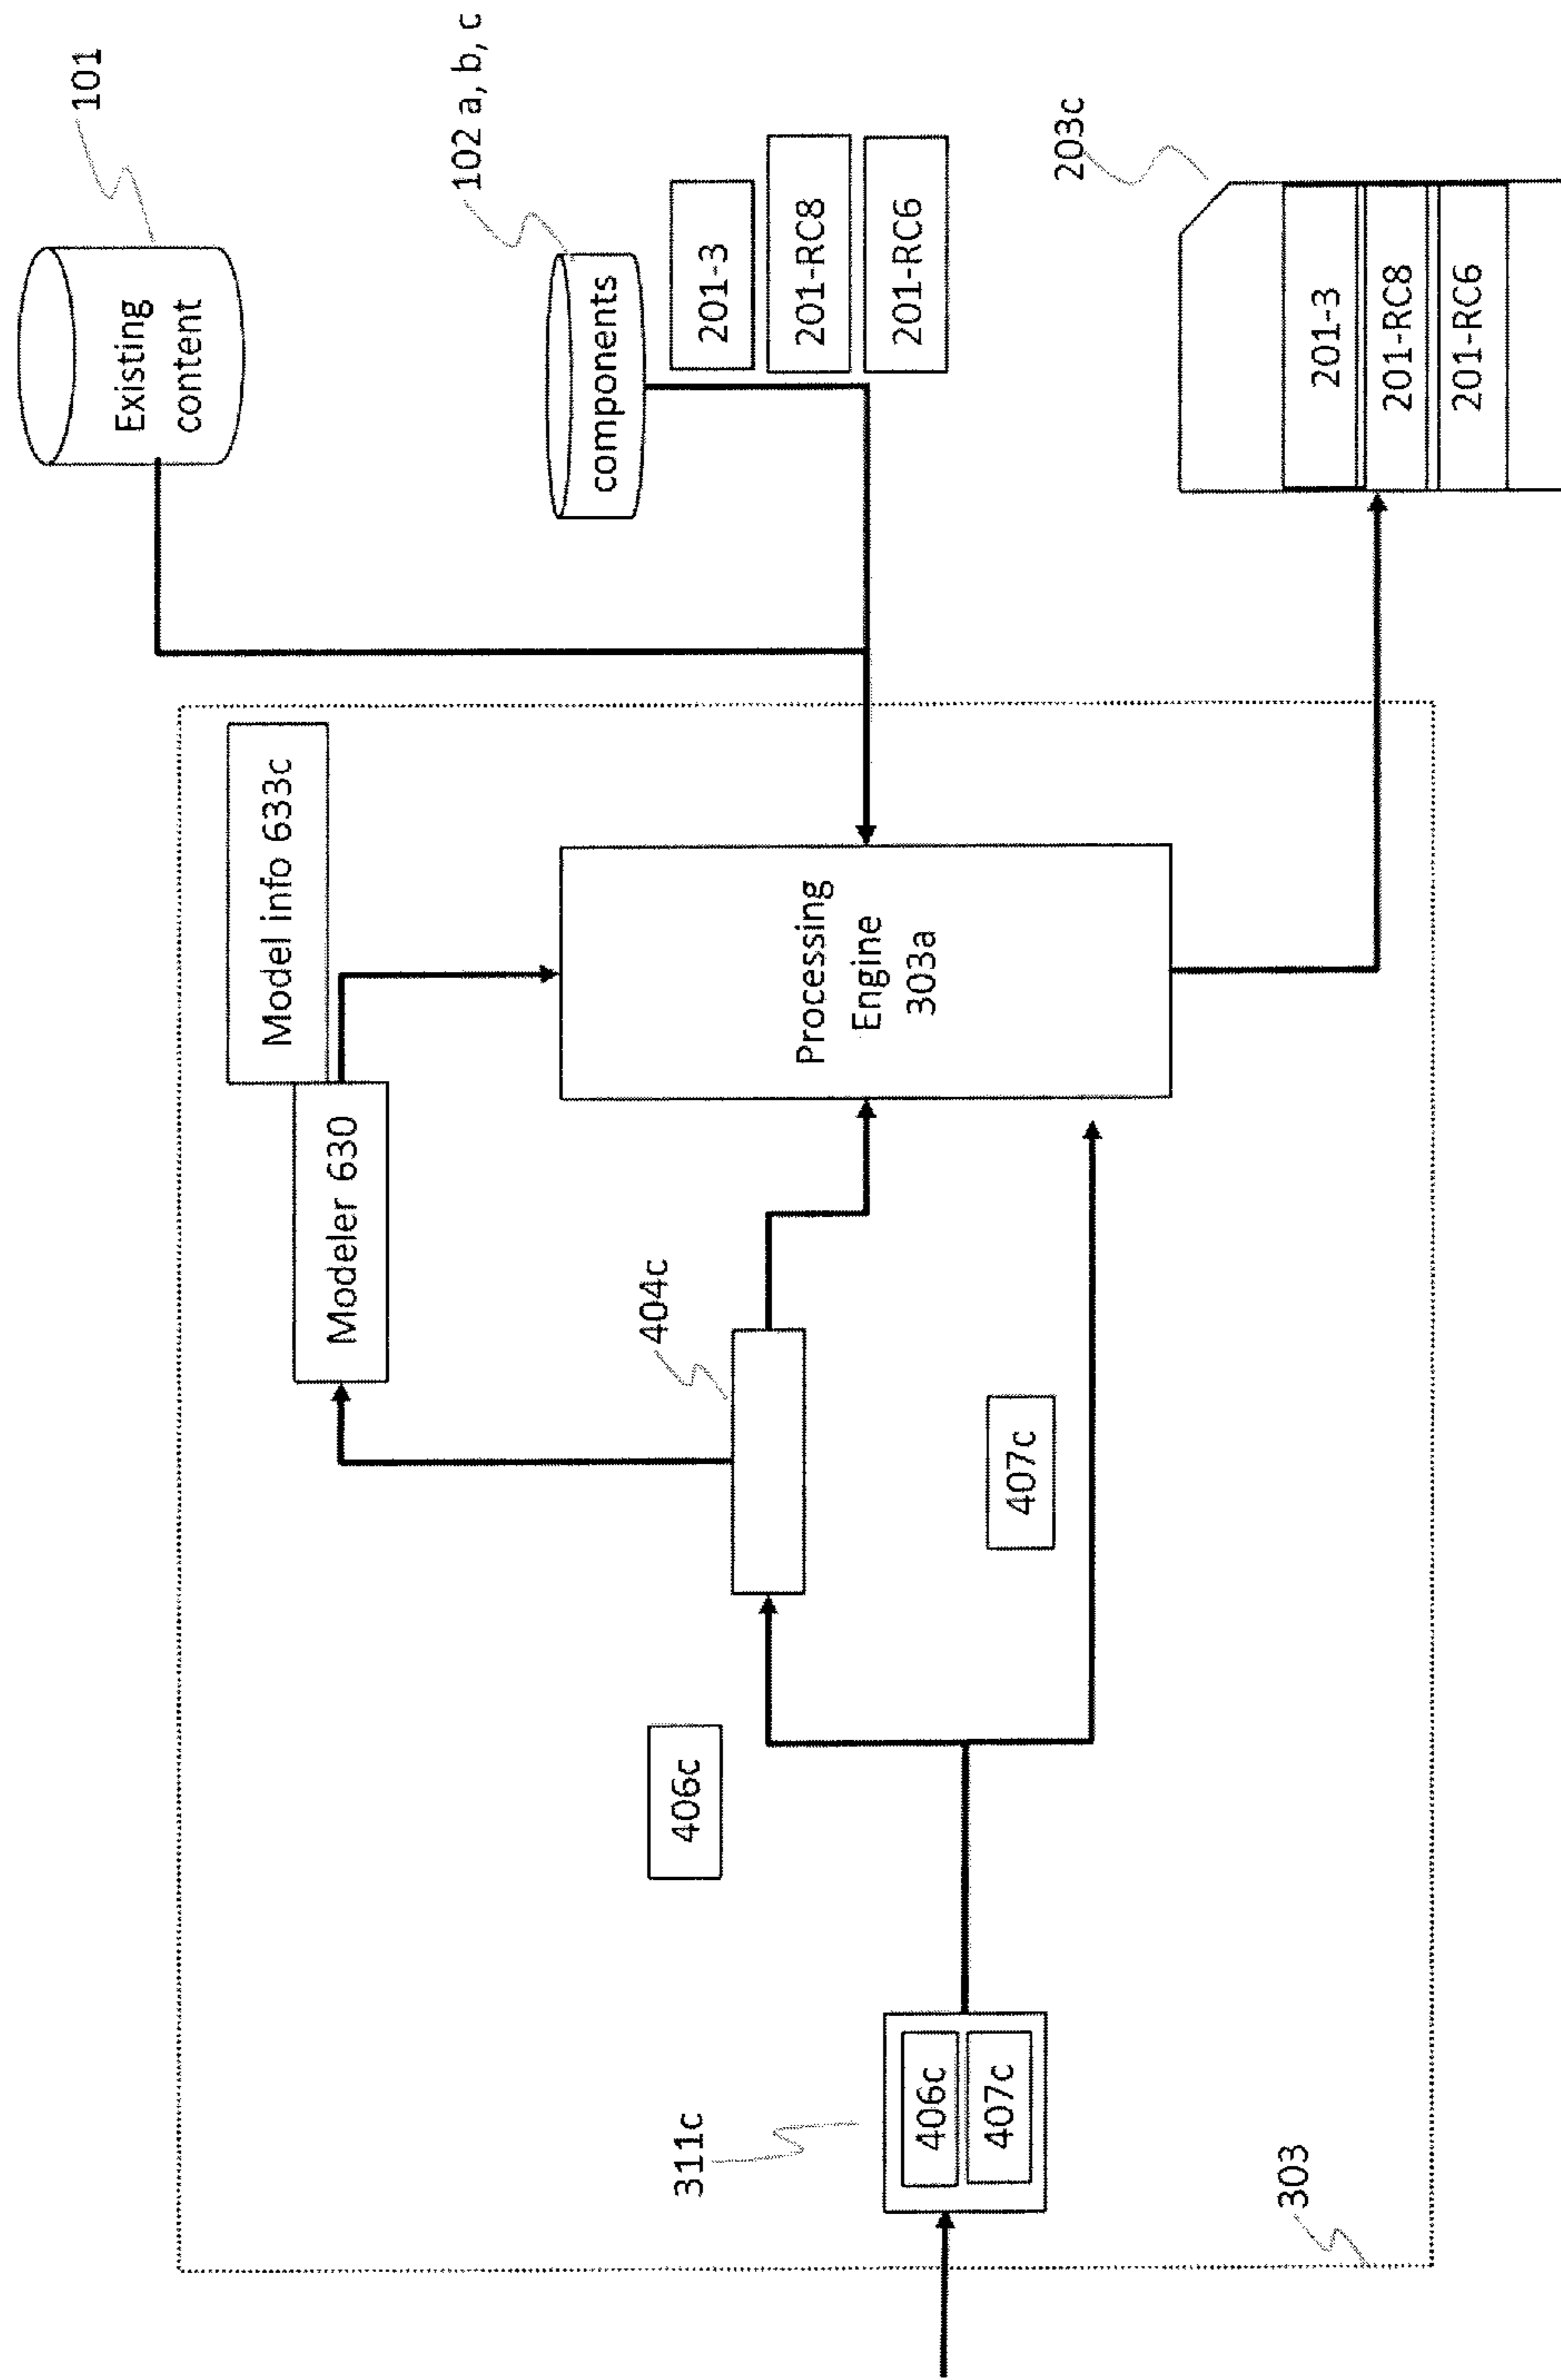 101
Existing
content
102 a, b, c
components
201-3
201-RC8
201-RC6
203c
201-3
201-RC8
201-RC6
Model info 633c
Modeler 630
Processing
Engine
303a
404c
407c
406c
311c
406c
407c
303